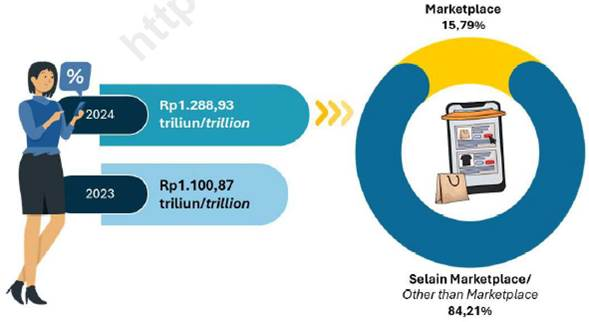 http
Marketplace
15,79%
%
2024
Rp1.288,93
triliun/trillion
2023
Rp1.100,87
triliun/trillion
Selain Marketplace/
Other than Marketplace
84,21%